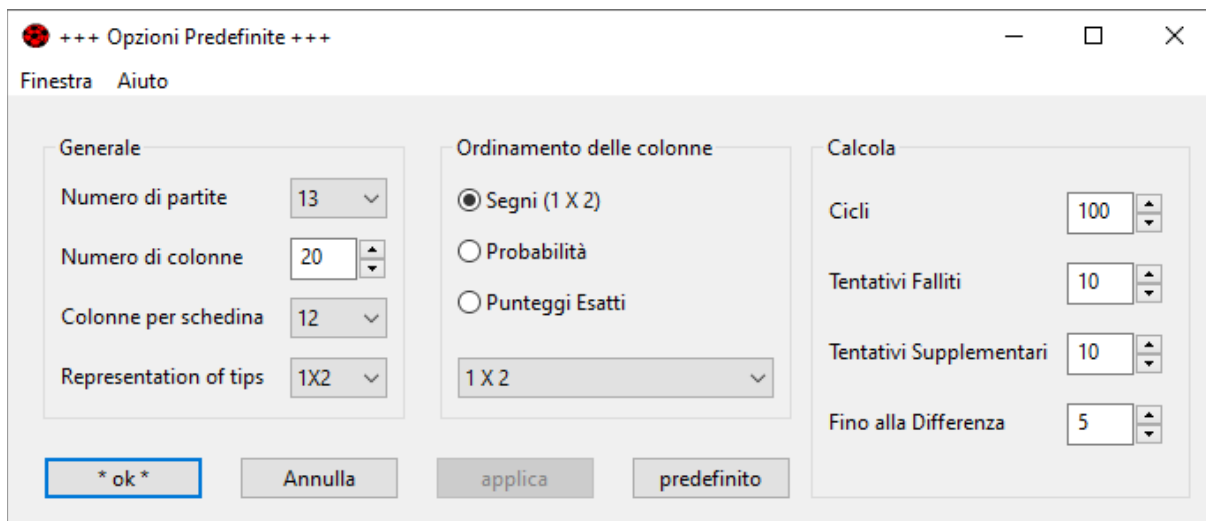 +++ Opzioni Predefinite +++
Finestra Aiuto
Generale
Numero di partite 13
Numero di colonne 20
Colonne per schedina 12
Representation of tips 1X2
Ordinamento delle colonne
Segni (1 X 2)
Probabilità
Punteggi Esatti
1 X 2
Calcola
Cicli 100
Tentativi Falliti 10
Tentativi Supplementari 10
Fino alla Differenza 5
* ok * Annulla applica predefinito